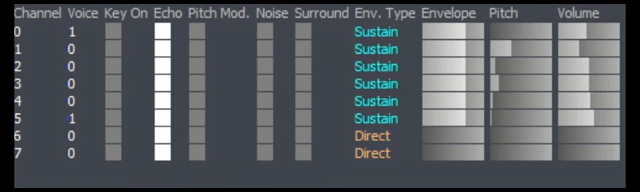 Channel Voice Key On Echo Pitch Mod. Noise Surround Env. Type Envelope Pitch Volume
0 1 Sustain
1 0 Sustain
2 0 Sustain
3 0 Sustain
4 0 Sustain
5 1 Sustain
6 0 Direct
7 0 Direct